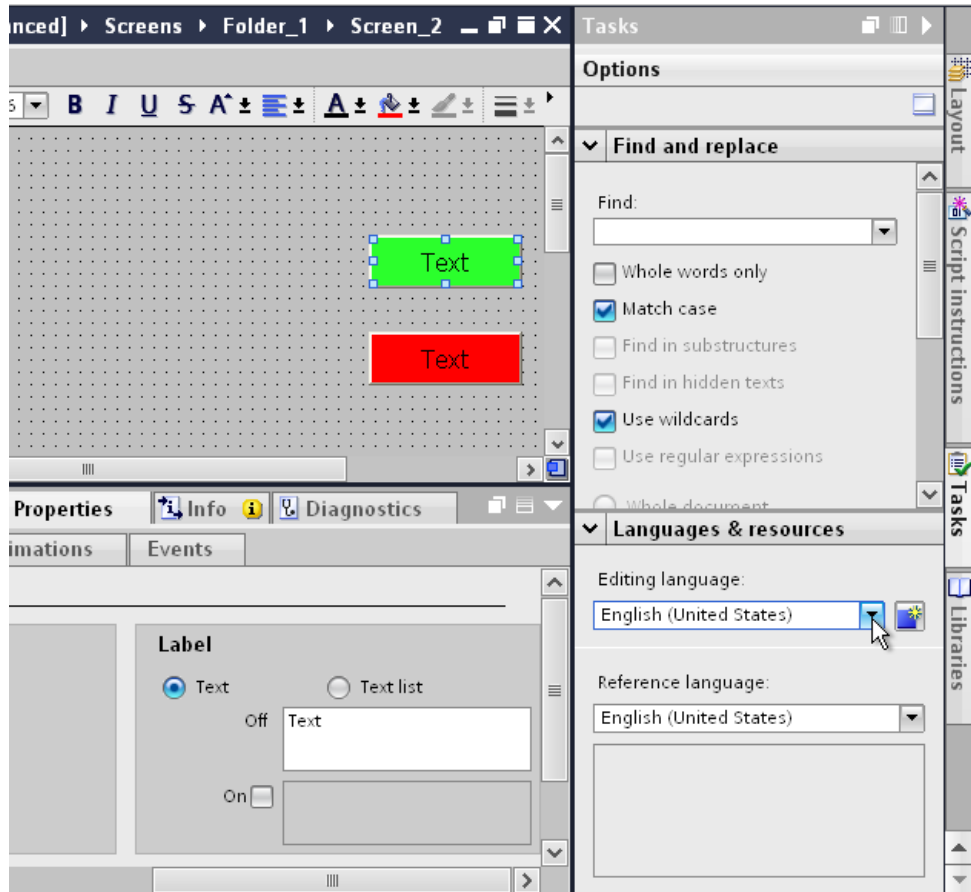 nced] Screens Folder_1 Screen_2
Tasks
Options
6 B I U S A A
Find and replace
Find:
Whole words only
Match case
Find in substructures
Find in hidden texts
Use wildcards
Use regular expressions
Whole document
Text
Text
Properties Info Diagnostics
imations Events
Label
Text Text list
Off Text
On
Languages & resources
Editing language:
English (United States)
Reference language:
English (United States)
Layout
Script instructions
Tasks
Libraries